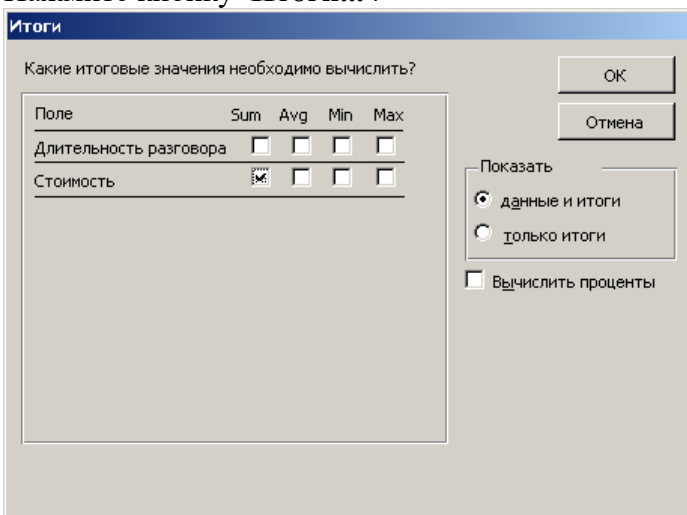 Итоги
Какие итоговые значения необходимо вычислить?
ОК
Отмена
Поле Sum Avg Min Max
Длительность разговора
Стоимость
Показать
данные и итоги
только итоги
Вычислить проценты